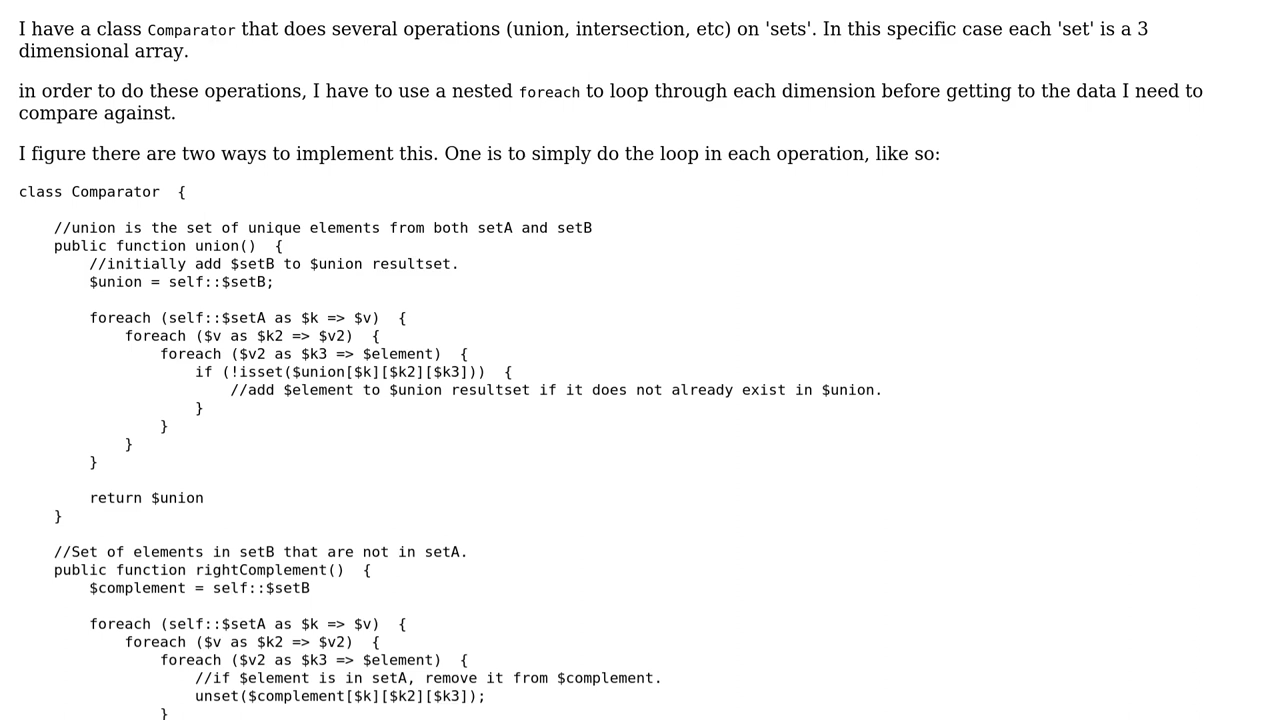 I have a class Comparator that does several operations (union, intersection, etc) on 'sets'. In this specific case each 'set' is a 3
dimensional array.
in order to do these operations, I have to use a nested foreach to loop through each dimension before getting to the data I need to
compare against.
I figure there are two ways to implement this. One is to simply do the loop in each operation, like so:
class Comparator  {
    //union is the set of unique elements from both setA and setB
    public function union()  {
        //initially add $setB to $union resultset.
        $union = self::$setB;
        foreach (self::$setA as $k => $v)  {
            foreach ($v as $k2 => $v2)  {
                foreach ($v2 as $k3 => $element)  {
                    if (!isset($union[$k][$k2][$k3]))  {
                        //add $element to $union resultset if it does not already exist in $union.
                    }
                }
            }
        }
        return $union
    }
    //Set of elements in setB that are not in setA.
    public function rightComplement()  {
        $complement = self::$setB
        foreach (self::$setA as $k => $v)  {
            foreach ($v as $k2 => $v2)  {
                foreach ($v2 as $k3 => $element)  {
                    //if $element is in setA, remove it from $complement.
                    unset($complement[$k][$k2][$k3]);
                }